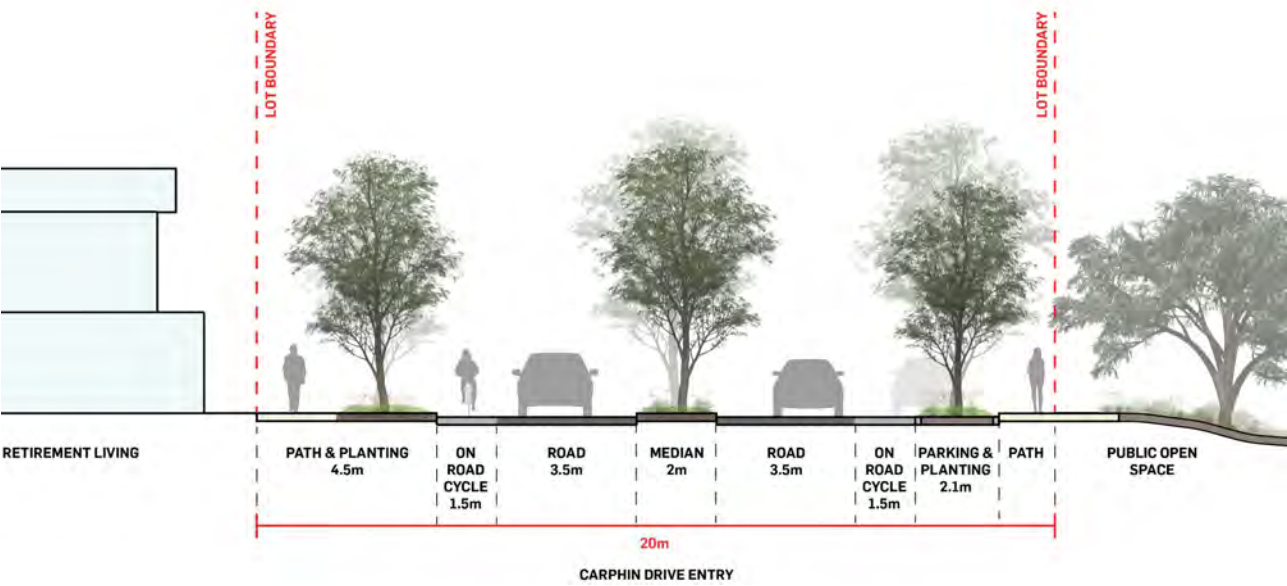 LOT BOUNDARY
LOT BOUNDARY
RETIREMENT LIVING
PATH & PLANTING
4.5m
ON
ROAD
CYCLE
1.5m
ROAD
3.5m
MEDIAN
2m
ROAD
3.5m
ON
ROAD
CYCLE
1.5m
PARKING &
PLANTING
2.1m
PATH
PUBLIC OPEN
SPACE
20m
CARPHIN DRIVE ENTRY